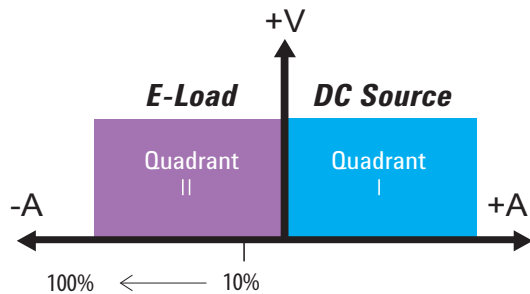 +V
E-Load
DC Source
Quadrant
II
Quadrant
I
-A
+A
100%
10%